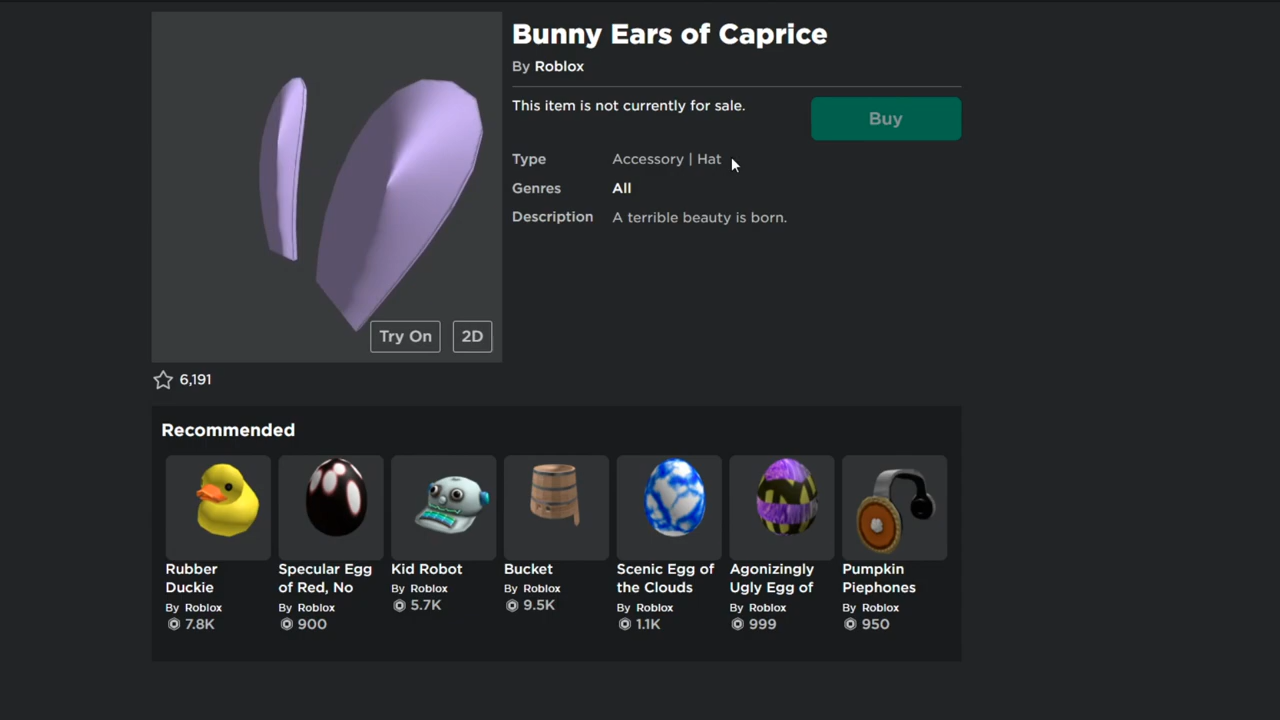 Bunny Ears of Caprice
By Roblox
This item is not currently for sale.
Buy
Type Accessory | Hat
Genres All
Description A terrible beauty is born.
Try On 2D
6,191
Recommended
Rubber Duckie
By Roblox
7.8K
Specular Egg of Red, No
By Roblox
900
Kid Robot
By Roblox
5.7K
Bucket
By Roblox
9.5K
Scenic Egg of the Clouds
By Roblox
1.1K
Agonizingly Ugly Egg of
By Roblox
999
Pumpkin Piephones
By Roblox
950